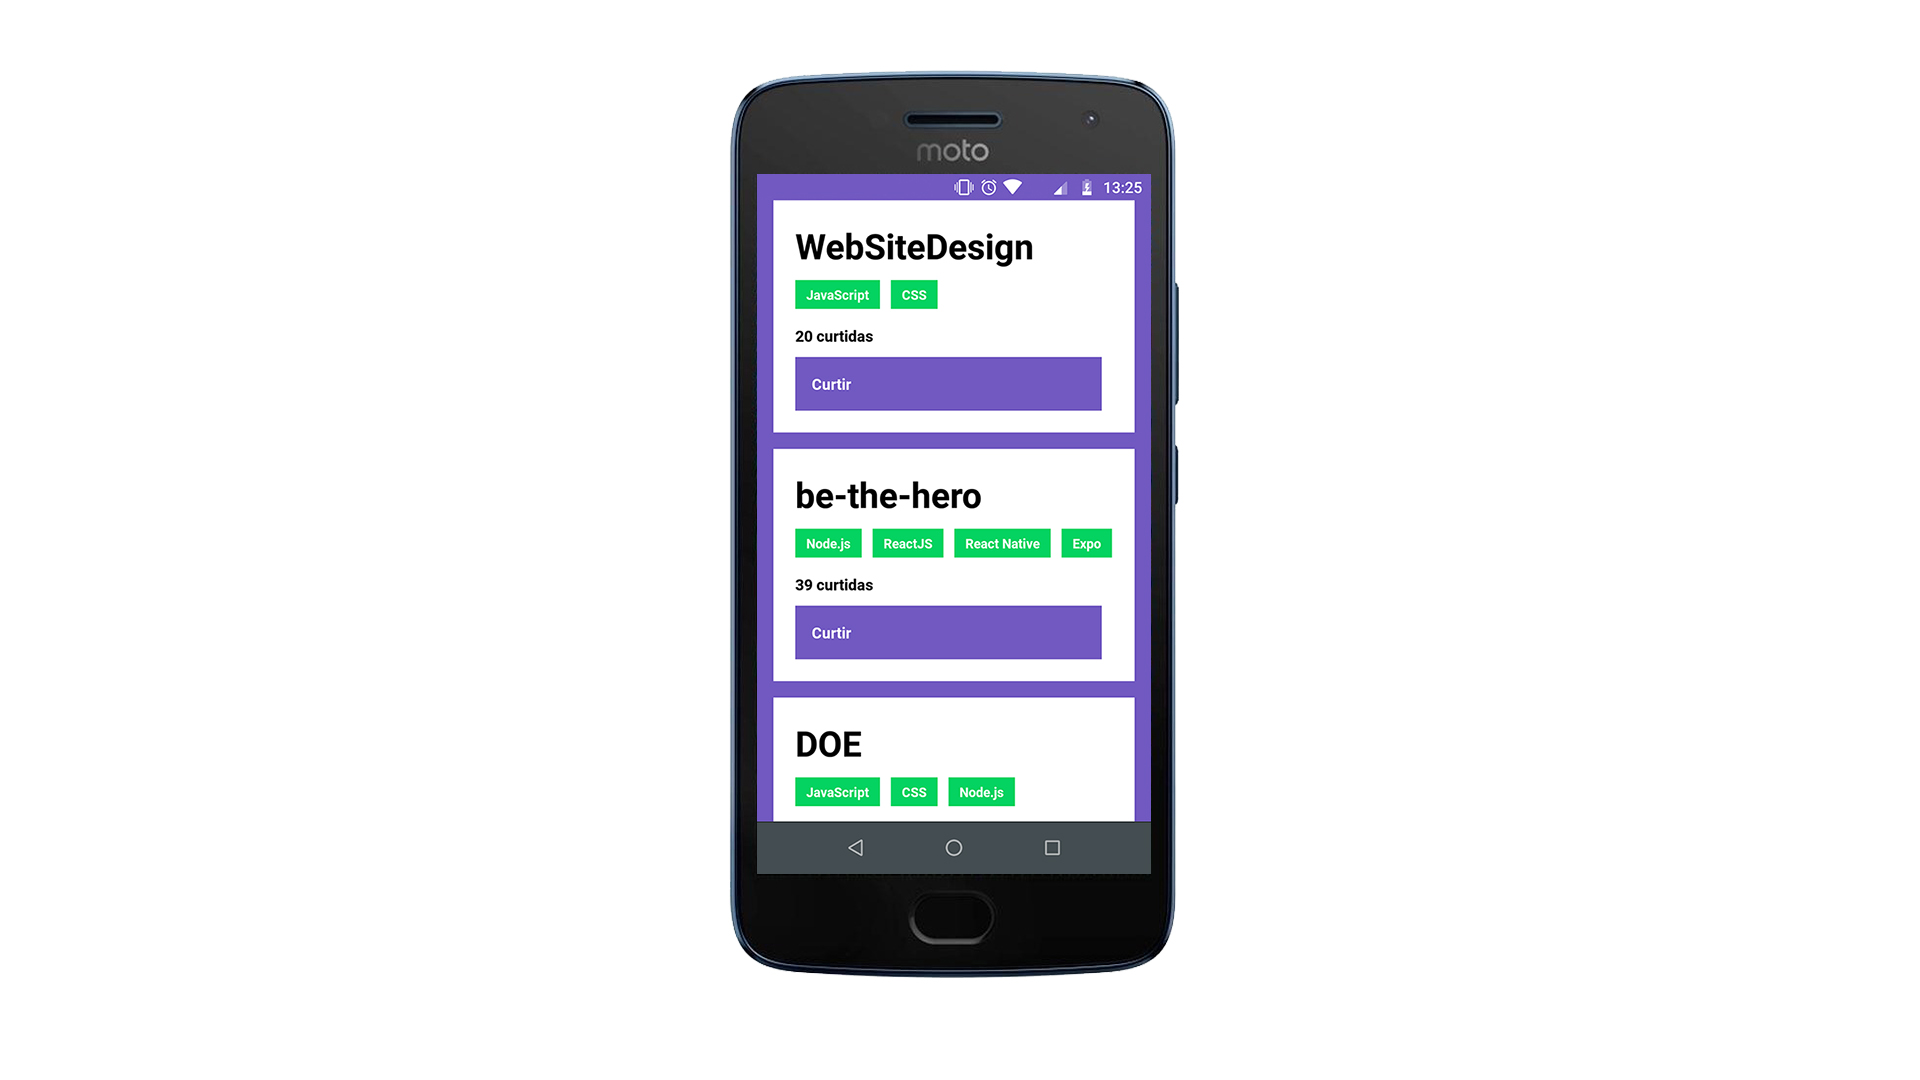 moto
13:25
WebSiteDesign
JavaScript CSS
20 curtidas
Curtir
be-the-hero
Node.js ReactJS React Native Expo
39 curtidas
Curtir
DOE
JavaScript CSS Node.js